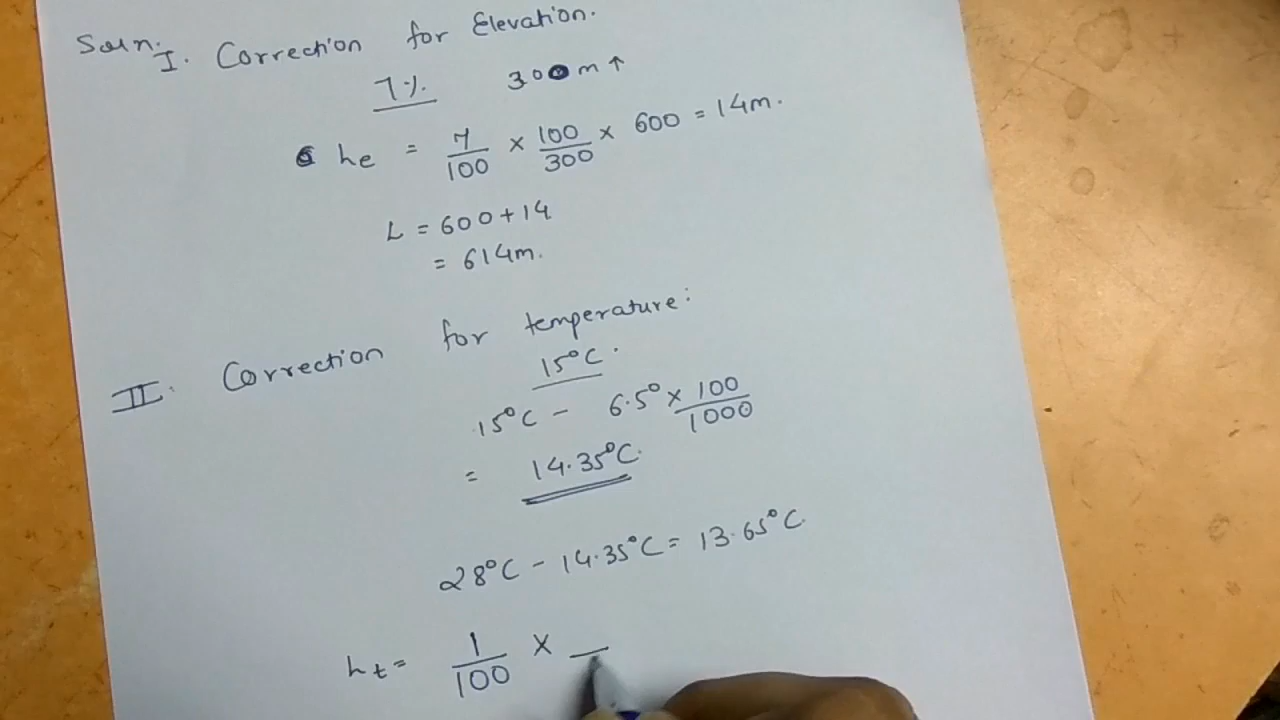 Soln.
I. Correction for Elevation.
7% 300m↑
he = 7/100 × 100/300 × 600 = 14m.
L = 600+14
= 614m.
II. Correction for temperature:
15°C.
15°C - 6.5° × 100/1000
= 14.35°C.
28°C - 14.35°C = 13.65°C.
ht = 1/100 ×